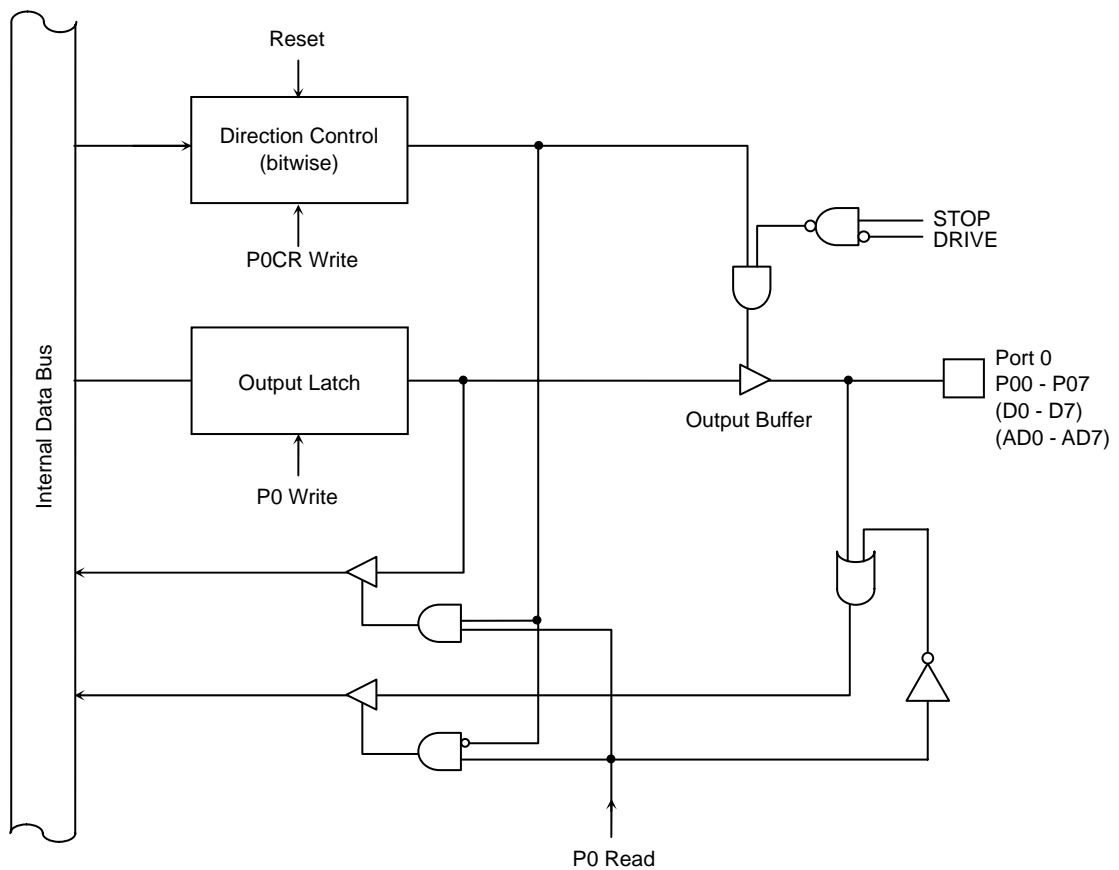 Reset
Direction Control
(bitwise)
STOP
DRIVE
P0CR Write
Internal Data Bus
Output Latch
Output Buffer
Port 0
P00 - P07
(D0 - D7)
(AD0 - AD7)
P0 Write
P0 Read